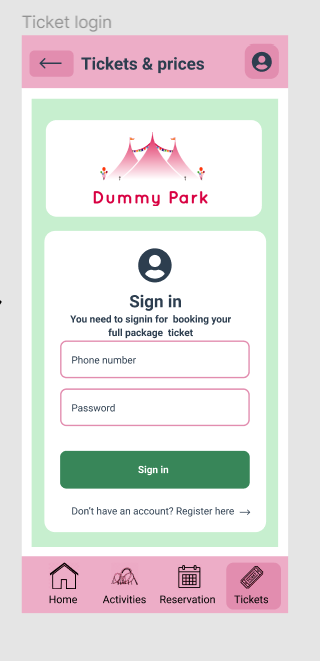 Ticket login
Tickets & prices
Dummy Park
Sign in
You need to signin for booking your
full package ticket
Phone number
Password
Sign in
Don't have an account? Register here →
Home
Activities
Reservation
Tickets